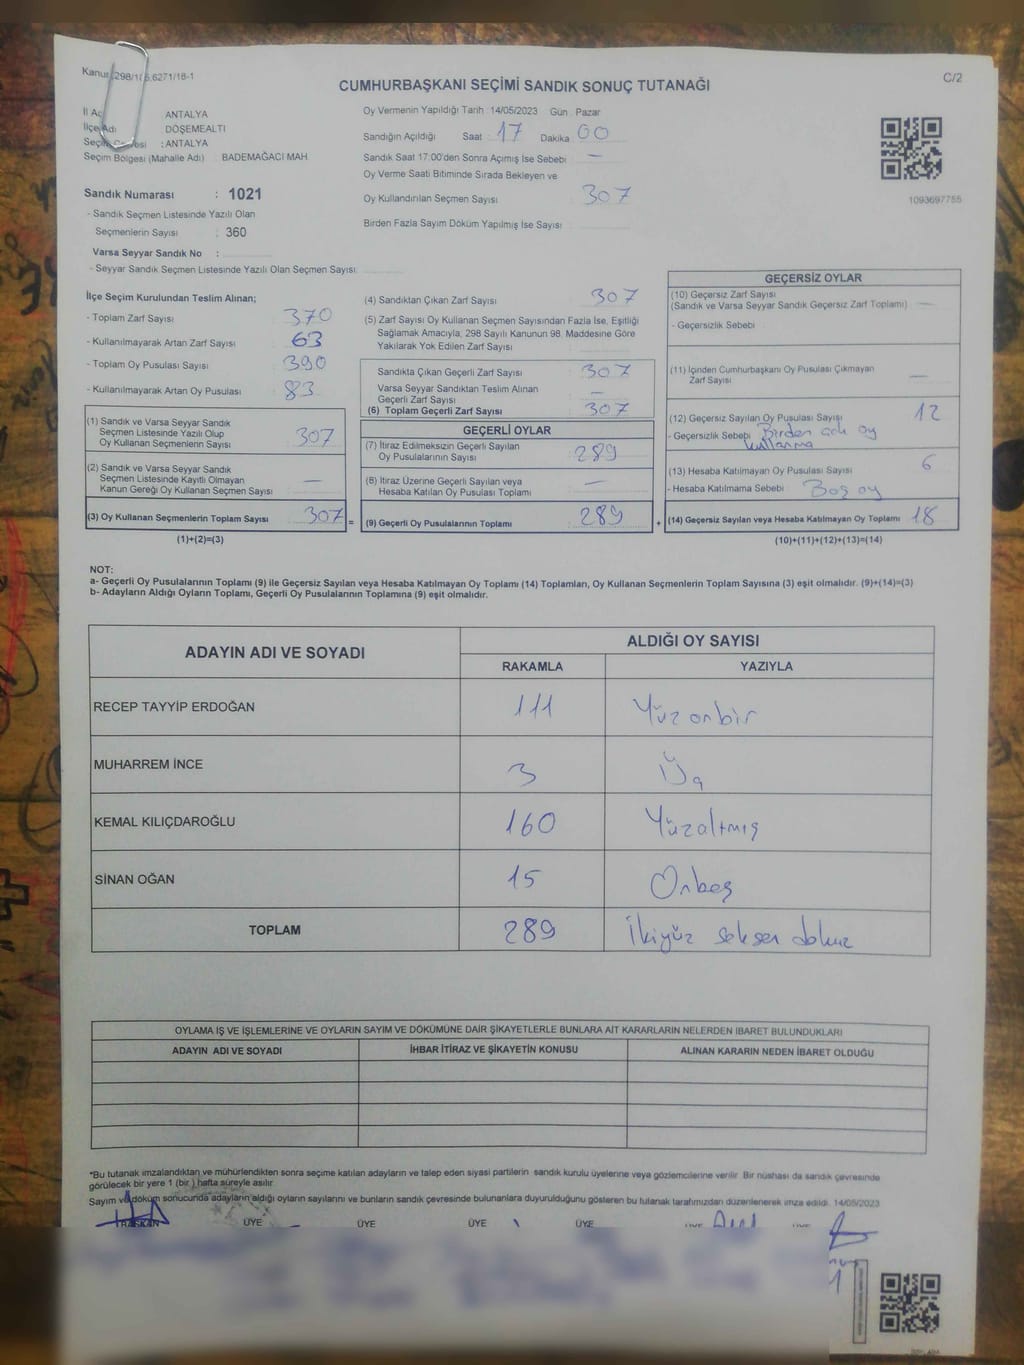 Kanun 298/1 6271/18-1
C/2
CUMHURBAŞKANI SEÇİMİ SANDIK SONUÇ TUTANAĞI
İl A ANTALYA
İlçe Adı DÖŞEMEALTI
Seçim : ANTALYA
Seçim Bölgesi (Mahalle Adı) BADEMAĞACI MAH.
Oy Vermenin Yapıldığı Tarih : 14/05/2023 Gün : Pazar
Sandığın Açıldığı Saat : 17 Dakika 00
Sandık Saat 17:00'den Sonra Açımış İse Sebebi : —
Oy Verme Saati Bitiminde Sırada Bekleyen ve
Oy Kullandırılan Seçmen Sayısı 307
Birden Fazla Sayım Döküm Yapılmış İse Sayısı
1093697755
Sandık Numarası : 1021
- Sandık Seçmen Listesinde Yazılı Olan
Seçmenlerin Sayısı : 360
Varsa Seyyar Sandık No :
- Seyyar Sandık Seçmen Listesinde Yazılı Olan Seçmen Sayısı:
İlçe Seçim Kurulundan Teslim Alınan;
- Toplam Zarf Sayısı 370
- Kullanılmayarak Artan Zarf Sayısı 63
- Toplam Oy Pusulası Sayısı 390
- Kullanılmayarak Artan Oy Pusulası 83
(1) Sandık ve Varsa Seyyar Sandık
Seçmen Listesinde Yazılı Olup
Oy Kullanan Seçmenlerin Sayısı 307
(2) Sandık ve Varsa Seyyar Sandık
Seçmen Listesinde Kayıtlı Olmayan
Kanun Gereği Oy Kullanan Seçmen Sayısı —
(3) Oy Kullanan Seçmenlerin Toplam Sayısı 307 =
(1)+(2)=(3)
(4) Sandıktan Çıkan Zarf Sayısı 307
(5) Zarf Sayısı Oy Kullanan Seçmen Sayısından Fazla İse, Eşitliği
Sağlamak Amacıyla, 298 Sayılı Kanunun 98. Maddesine Göre
Yakılarak Yok Edilen Zarf Sayısı
Sandıkta Çıkan Geçerli Zarf Sayısı 307
Varsa Seyyar Sandıktan Teslim Alınan
Geçerli Zarf Sayısı —
(6) Toplam Geçerli Zarf Sayısı 307
GEÇERLİ OYLAR
(7) İtiraz Edilmeksizin Geçerli Sayılan
Oy Pusulalarının Sayısı 289
(8) İtiraz Üzerine Geçerli Sayılan veya
Hesaba Katılan Oy Pusulası Toplamı —
(9) Geçerli Oy Pusulalarının Toplamı 289 +
GEÇERSİZ OYLAR
(10) Geçersiz Zarf Sayısı
(Sandık ve Varsa Seyyar Sandık Geçersiz Zarf Toplamı) —
- Geçersizlik Sebebi
(11) İçinden Cumhurbaşkanı Oy Pusulası Çıkmayan
Zarf Sayısı —
(12) Geçersiz Sayılan Oy Pusulası Sayısı 12
- Geçersizlik Sebebi Birden çok oy
kullanma
(13) Hesaba Katılmayan Oy Pusulası Sayısı 6
- Hesaba Katılmama Sebebi : Boş oy
(14) Geçersiz Sayılan veya Hesaba Katılmayan Oy Toplamı 18
(10)+(11)+(12)+(13)=(14)
NOT:
a- Geçerli Oy Pusulalarının Toplamı (9) ile Geçersiz Sayılan veya Hesaba Katılmayan Oy Toplamı (14) Toplamları, Oy Kullanan Seçmenlerin Toplam Sayısına (3) eşit olmalıdır. (9)+(14)=(3)
b- Adayların Aldığı Oyların Toplamı, Geçerli Oy Pusulalarının Toplamına (9) eşit olmalıdır.
ADAYIN ADI VE SOYADI
ALDIĞI OY SAYISI
RAKAMLA YAZIYLA
RECEP TAYYİP ERDOĞAN 111 Yüz onbir
MUHARREM İNCE 3 Üç
KEMAL KILIÇDAROĞLU 160 Yüzaltmış
SİNAN OĞAN 15 Onbeş
TOPLAM 289 İkiyüz seksen dokuz
OYLAMA İŞ VE İŞLEMLERİNE VE OYLARIN SAYIM VE DÖKÜMÜNE DAİR ŞİKAYETLERLE BUNLARA AİT KARARLARIN NELERDEN İBARET BULUNDUKLARI
ADAYIN ADI VE SOYADI İHBAR İTİRAZ VE ŞİKAYETİN KONUSU ALINAN KARARIN NEDEN İBARET OLDUĞU
*Bu tutanak imzalandıktan ve mühürlendikten sonra seçime katılan adayların ve talep eden siyasi partilerin sandık kurulu üyelerine veya gözlemcilerine verilir. Bir nüshası da sandık çevresinde
görülecek bir yere 1 (bir ) hafta süreyle asılır.
Sayım ve döküm sonucunda adayların aldığı oyların sayılarını ve bunların sandık çevresinde bulunanlara duyurulduğunu gösteren bu tutanak tarafımızdan düzenlenerek imza edildi. 14/05/2023
BAŞKAN ÜYE ÜYE ÜYE ÜYE